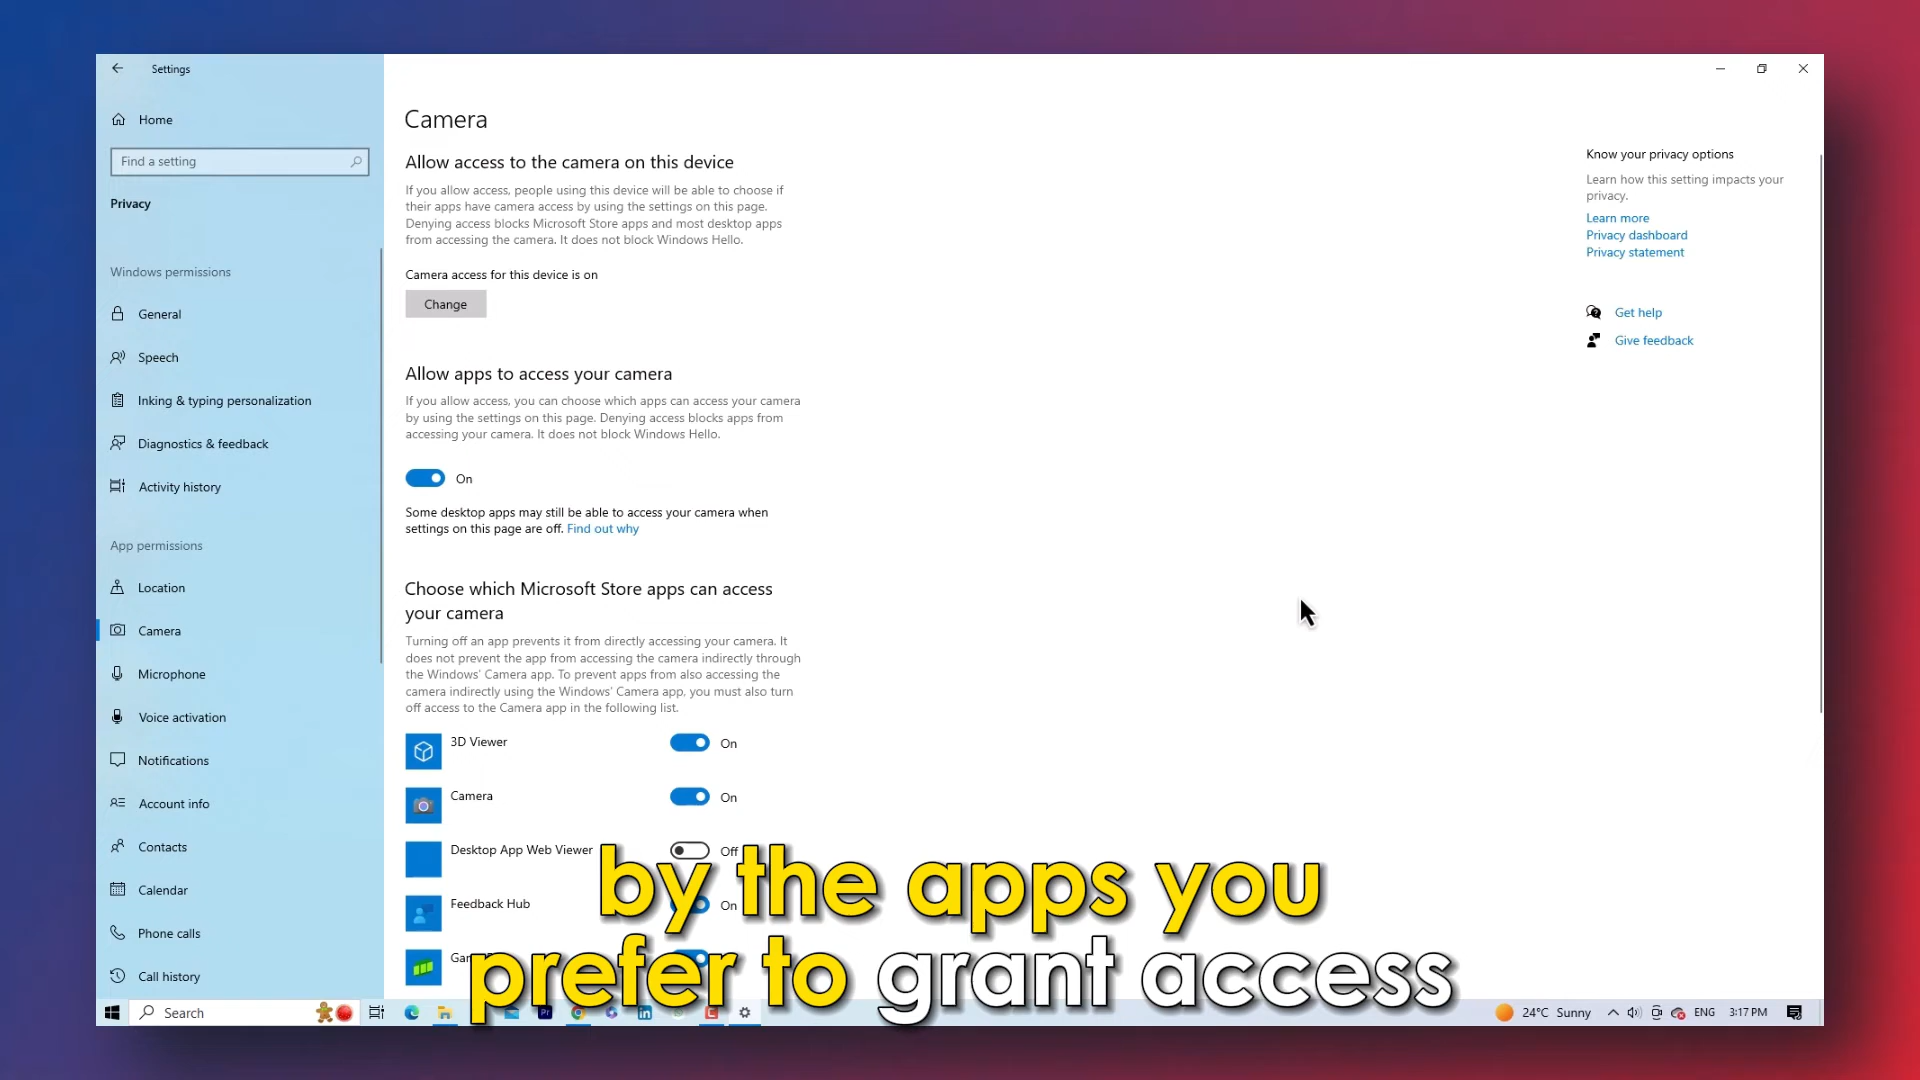 Settings
Home
Find a setting
Privacy
Windows permissions
General
Speech
Inking & typing personalization
Diagnostics & feedback
Activity history
App permissions
Location
Camera
Microphone
Voice activation
Notifications
Account info
Contacts
Calendar
Phone calls
Call history
Camera
Allow access to the camera on this device
If you allow access, people using this device will be able to choose if
their apps have camera access by using the settings on this page.
Denying access blocks Microsoft Store apps and most desktop apps
from accessing the camera. It does not block Windows Hello.
Camera access for this device is on
Change
Allow apps to access your camera
If you allow access, you can choose which apps can access your camera
by using the settings on this page. Denying access blocks apps from
accessing your camera. It does not block Windows Hello.
On
Some desktop apps may still be able to access your camera when
settings on this page are off. Find out why
Choose which Microsoft Store apps can access
your camera
Turning off an app prevents it from directly accessing your camera. It
does not prevent the app from accessing the camera indirectly through
the Windows' Camera app. To prevent apps from also accessing the
camera indirectly using the Windows' Camera app, you must also turn
off access to the Camera app in the following list.
3D Viewer On
Camera On
Desktop App Web Viewer Off
Feedback Hub On
Know your privacy options
Learn how this setting impacts your
privacy.
Learn more
Privacy dashboard
Privacy statement
Get help
Give feedback
by the apps you
prefer to grant access
Search
Pr
24°C Sunny
ENG
3:17 PM